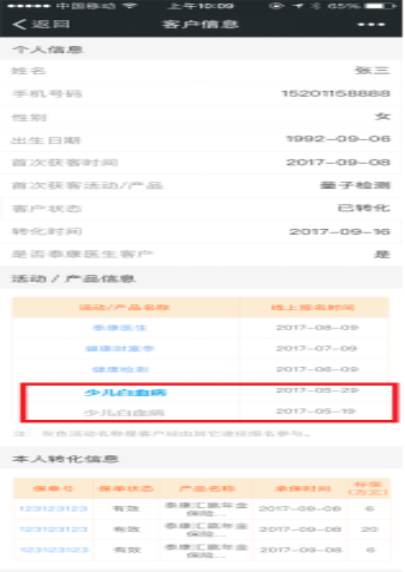 中国移动 上午10:09 65%
返回 客户信息
个人信息
姓名 张三
手机号码 15201158888
性别 女
出生日期 1992-09-06
首次获客时间 2017-09-08
首次获客活动/产品 量子检测
客户状态 已转化
转化时间 2017-09-16
是否泰康医生客户 是
活动 / 产品信息
活动/产品名称 线上报名时间
泰康医生 2017-08-09
健康财富季 2017-07-09
健康检测 2017-06-09
少儿白血病 2017-05-29
少儿白血病 2017-05-19
注: 灰色活动名称是客户经由其它途径报名参与。
本人转化信息
保单号 保单状态 产品名称 承保时间 标保(万元)
123123123 有效 泰康汇赢年金保险... 2017-09-06 6
123123123 有效 泰康汇赢年金保险... 2017-09-08 20
123123123 有效 泰康汇赢年金保险... 2017-09-08 6